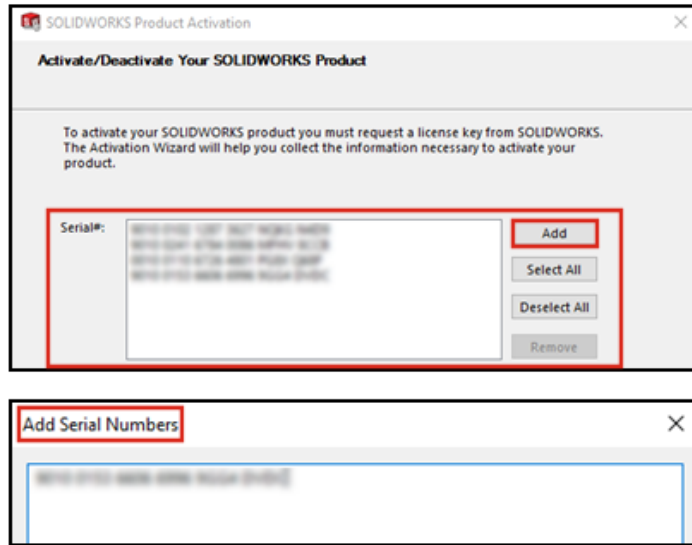 SOLIDWORKS Product Activation
Activate/Deactivate Your SOLIDWORKS Product
To activate your SOLIDWORKS product you must request a license key from SOLIDWORKS.
The Activation Wizard will help you collect the information necessary to activate your
product.
Serial#:
Add
Select All
Deselect All
Remove
Add Serial Numbers